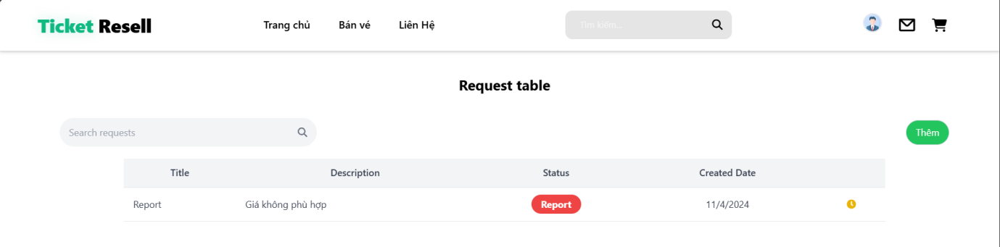 Ticket Resell Trang chủ Bán vé Liên Hệ Tìm kiếm...
Request table
Search requests Thêm
Title Description Status Created Date
Report Giá không phù hợp Report 11/4/2024